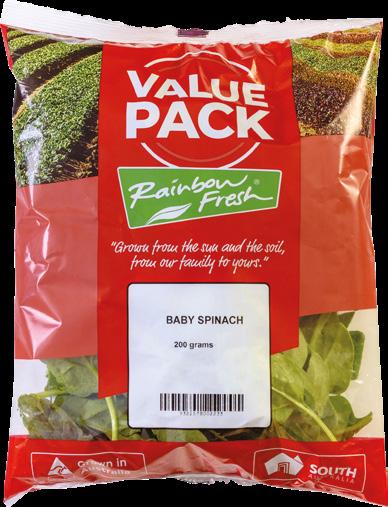 VALUE
PACK
Rainbow
Fresh®
"Grown from the sun and the soil,
from our family to yours."
BABY SPINACH
200 grams
Grown in
Australia
SOUTH
AUSTRALIA